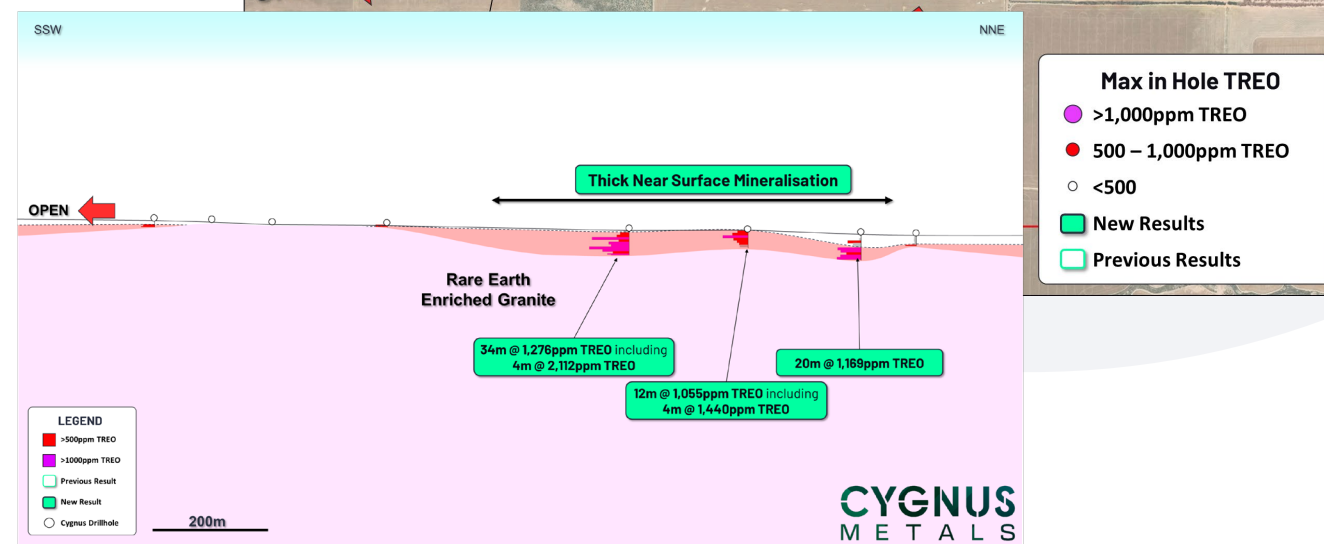 SSW
NNE
Thick Near Surface Mineralisation
OPEN
Rare Earth
Enriched Granite
34m @ 1,276ppm TREO including
4m @ 2,112ppm TREO
12m @ 1,055ppm TREO including
4m @ 1,440ppm TREO
20m @ 1,169ppm TREO
LEGEND
>500ppm TREO
>1000ppm TREO
Previous Result
New Result
Cygnus Drillhole
200m
CYGNUS
METALS
Max in Hole TREO
>1,000ppm TREO
500 – 1,000ppm TREO
<500
New Results
Previous Results